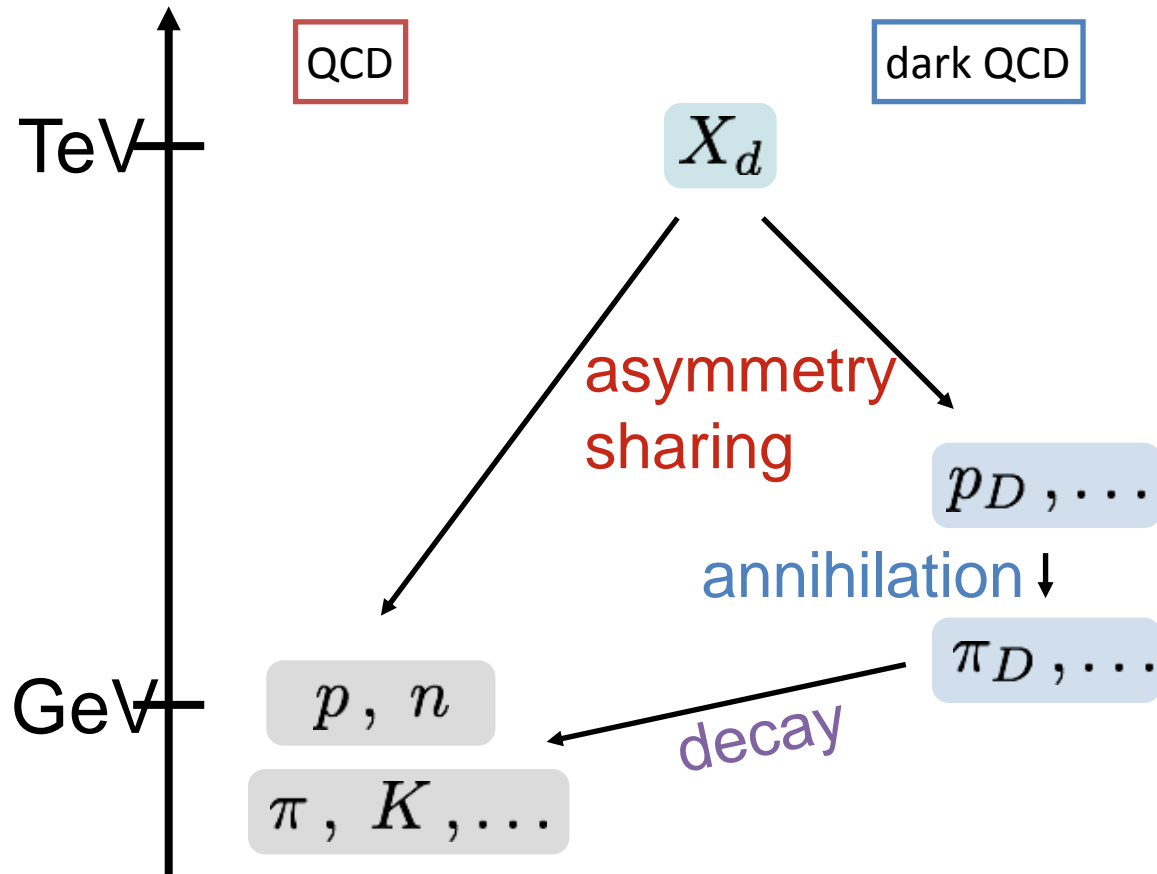 QCD
dark QCD
TeV
X_d
asymmetry
sharing
p_D , ...
annihilation
π_D , ...
GeV
p , n
decay
π , K , ...